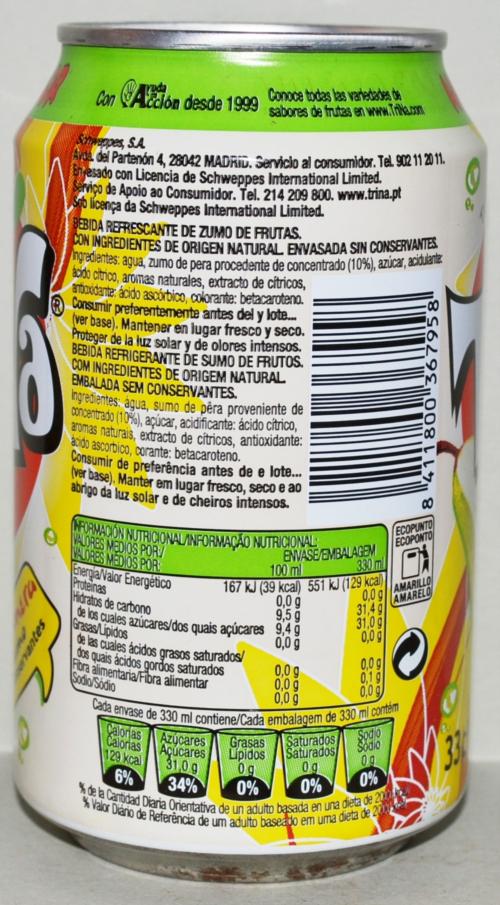 Con Ayuda en Acción desde 1999
Conoce todas las variedades de
sabores de frutas en www.TriNa.com
Schweppes, S.A.
Avda. del Partenón 4, 28042 MADRID. Servicio al consumidor. Tel. 902 11 20 11.
Envasado con Licencia de Schweppes International Limited.
Serviço de Apoio ao Consumidor. Tel. 214 209 800. www.trina.pt
Sob licença da Schweppes International Limited.
BEBIDA REFRESCANTE DE ZUMO DE FRUTAS.
CON INGREDIENTES DE ORIGEN NATURAL. ENVASADA SIN CONSERVANTES.
Ingredientes: agua, zumo de pera procedente de concentrado (10%), azúcar, acidulante:
ácido cítrico, aromas naturales, extracto de cítricos,
antioxidante: ácido ascórbico, colorante: betacaroteno.
Consumir preferentemente antes del y lote...
(ver base). Mantener en lugar fresco y seco.
Proteger de la luz solar y de olores intensos.
BEBIDA REFRIGERANTE DE SUMO DE FRUTOS.
COM INGREDIENTES DE ORIGEM NATURAL.
EMBALADA SEM CONSERVANTES.
Ingredientes: água, sumo de pêra proveniente de
concentrado (10%), açúcar, acidificante: ácido cítrico,
aromas naturais, extracto de cítricos, antioxidante:
ácido ascorbico, corante: betacaroteno.
Consumir de preferência antes de e lote...
(ver base). Manter em lugar fresco, seco e ao
abrigo da luz solar e de cheiros intensos.
8 411800 367958
®
INFORMACIÓN NUTRICIONAL/INFORMAÇÃO NUTRICIONAL:
VALORES MEDIOS POR:/ ENVASE/EMBALAGEM
VALORES MÉDIOS POR: 100 ml 330 ml
Energía/Valor Energético 167 kJ (39 kcal) 551 kJ (129 kcal)
Proteínas 0,0 g 0,0 g
Hidratos de carbono 9,5 g 31,4 g
de los cuales azúcares/dos quais açúcares 9,4 g 31,0 g
Grasas/Lípidos 0,0 g 0,0 g
de las cuales ácidos grasos saturados/
dos quais ácidos gordos saturados 0,0 g 0,0 g
Fibra alimentaria/Fibra alimentar 0,0 g 0,1 g
Sodio/Sódio 0,0 g 0,0 g
ECOPUNTO
ECOPONTO
AMARILLO
AMARELO
Cada envase de 330 ml contiene/Cada embalagem de 330 ml contém
Calorías
Calorias
129 kcal
6%
Azúcares
Açúcares
31,0 g
34%
Grasas
Lípidos
0 g
0%
Saturados
Saturados
0 g
0%
Sodio
Sódio
0 g
0%
% de la Cantidad Diaria Orientativa de un adulto basada en una dieta de 2000 kcal
% Valor Diário de Referência de um adulto baseado em uma dieta de 2000 kcal
33